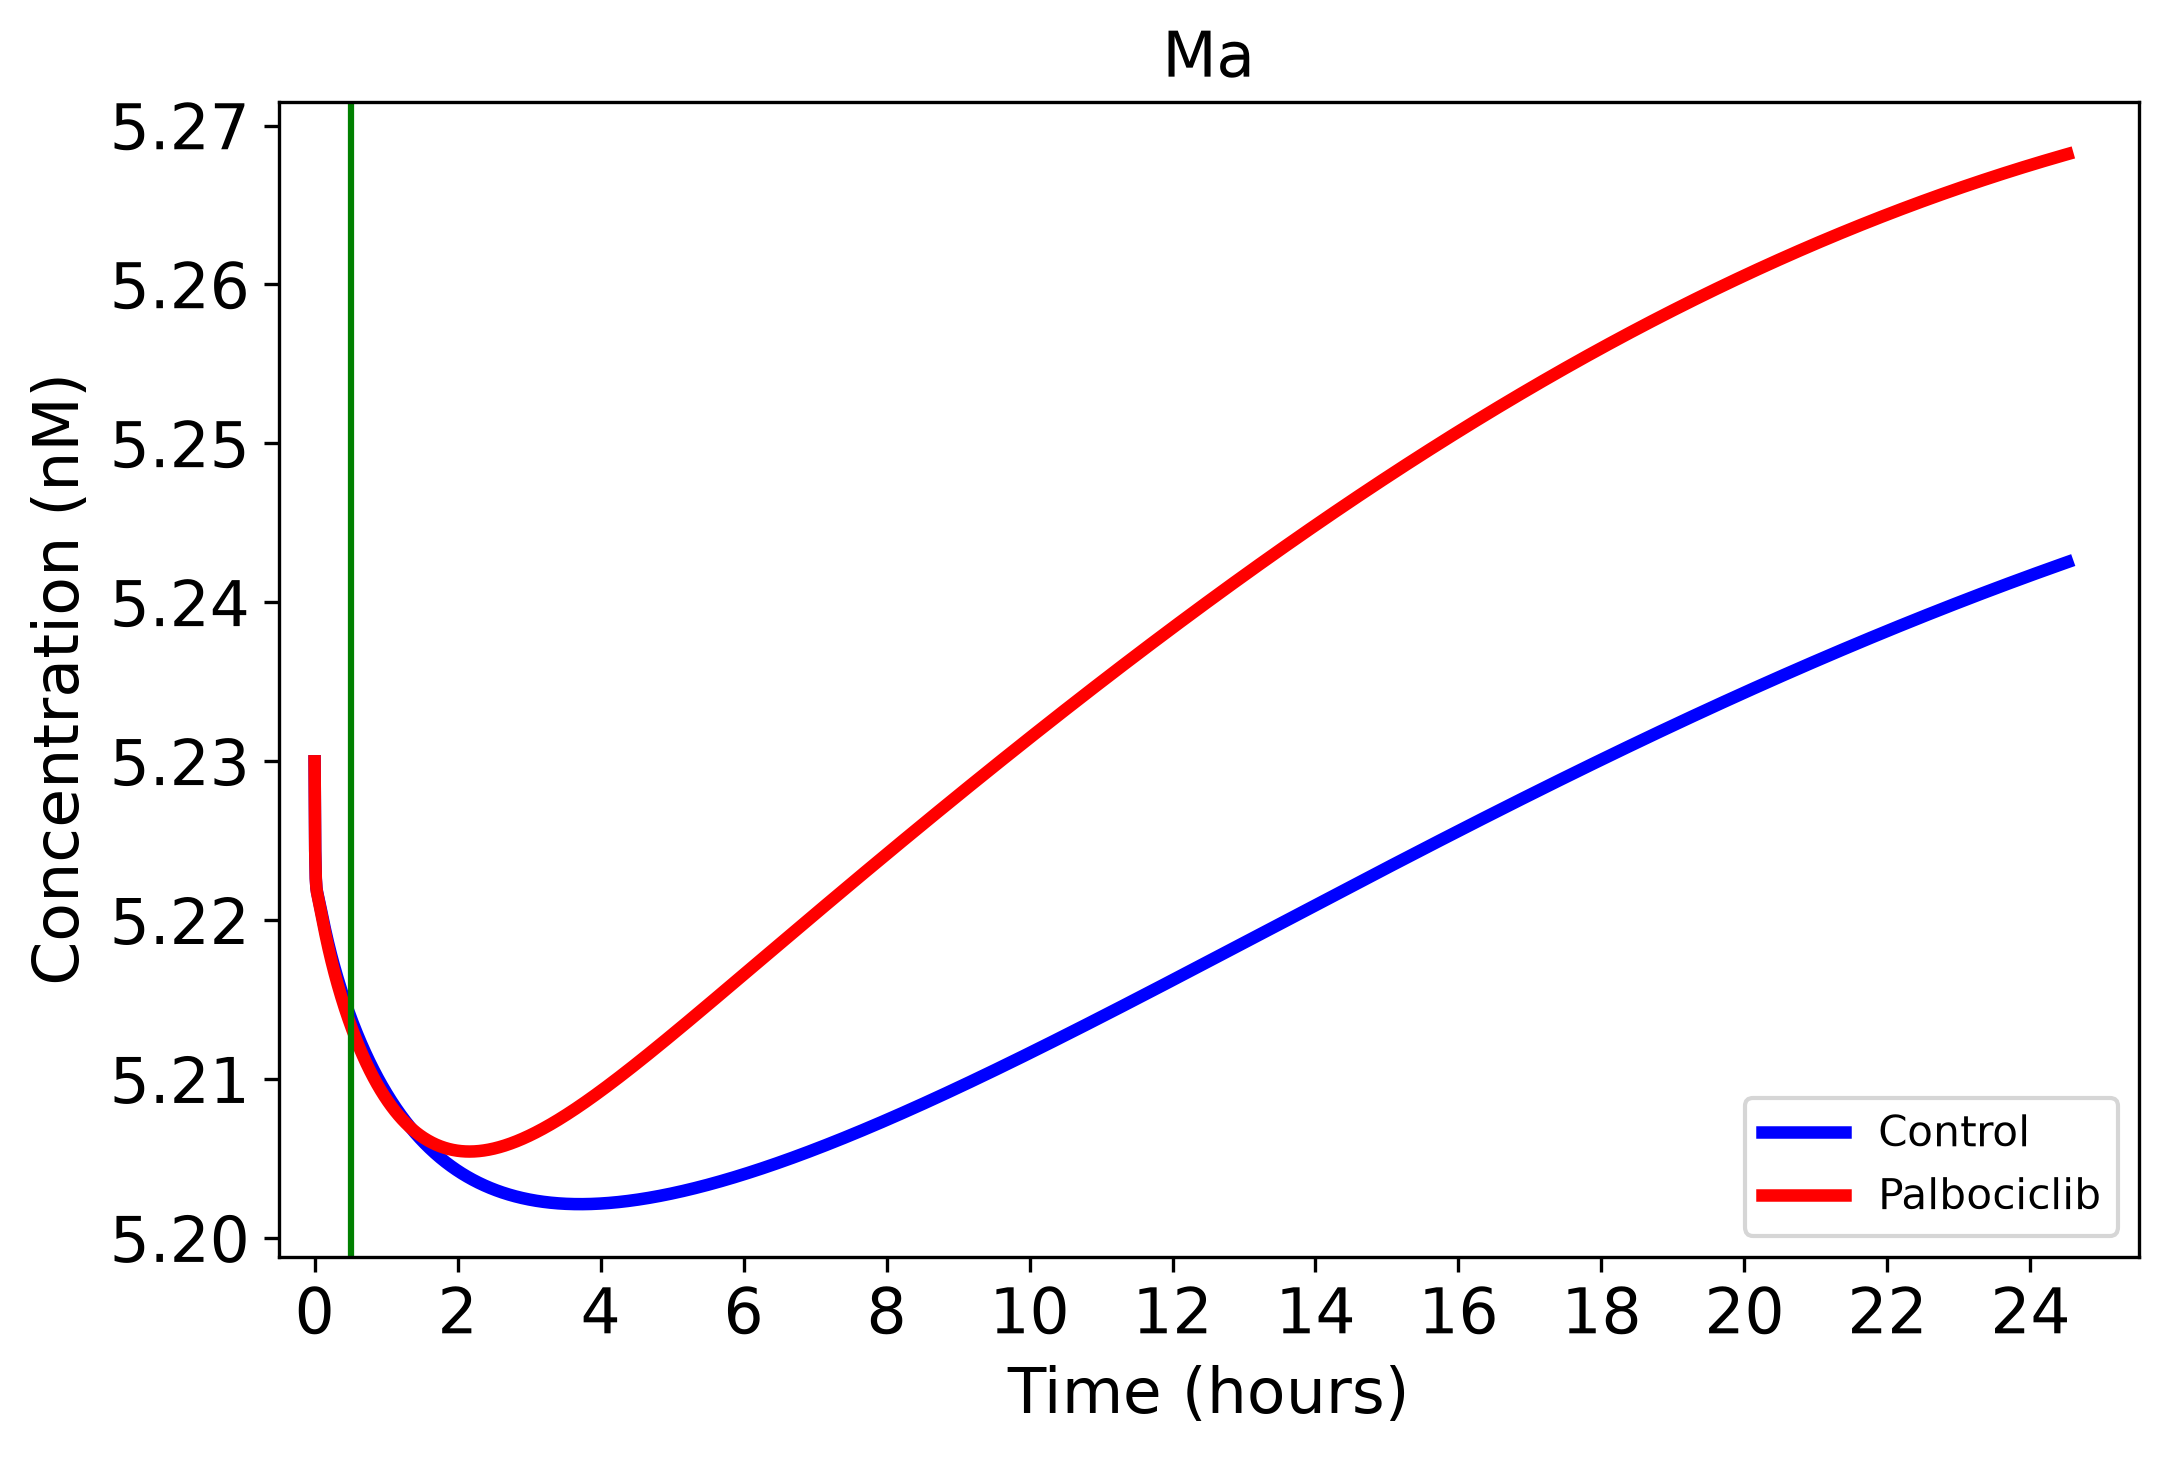 Ma
Concentration (nM)
5.27
5.26
5.25
5.24
5.23
5.22
5.21
5.20
Control
Palbociclib
0 2 4 6 8 10 12 14 16 18 20 22 24
Time (hours)